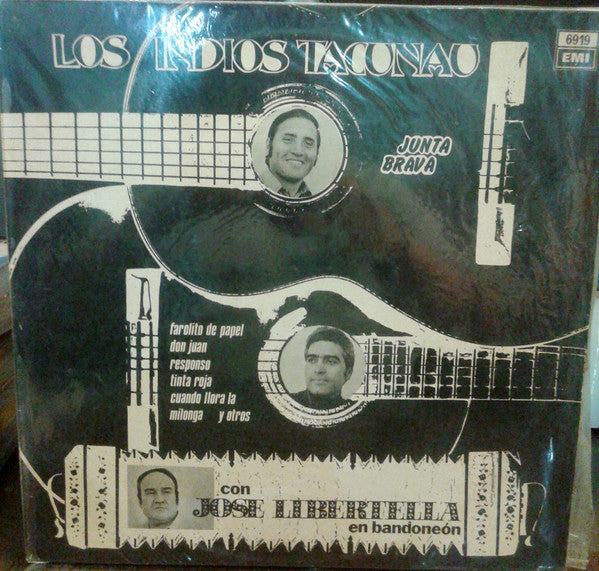 LOS INDIOS TACUNAU
6919
EMI
JUNTA
BRAVA
farolito de papel
don juan
responso
tinta roja
cuando llora la
milonga y otros
con
JOSE LIBERTELLA
en bandoneón